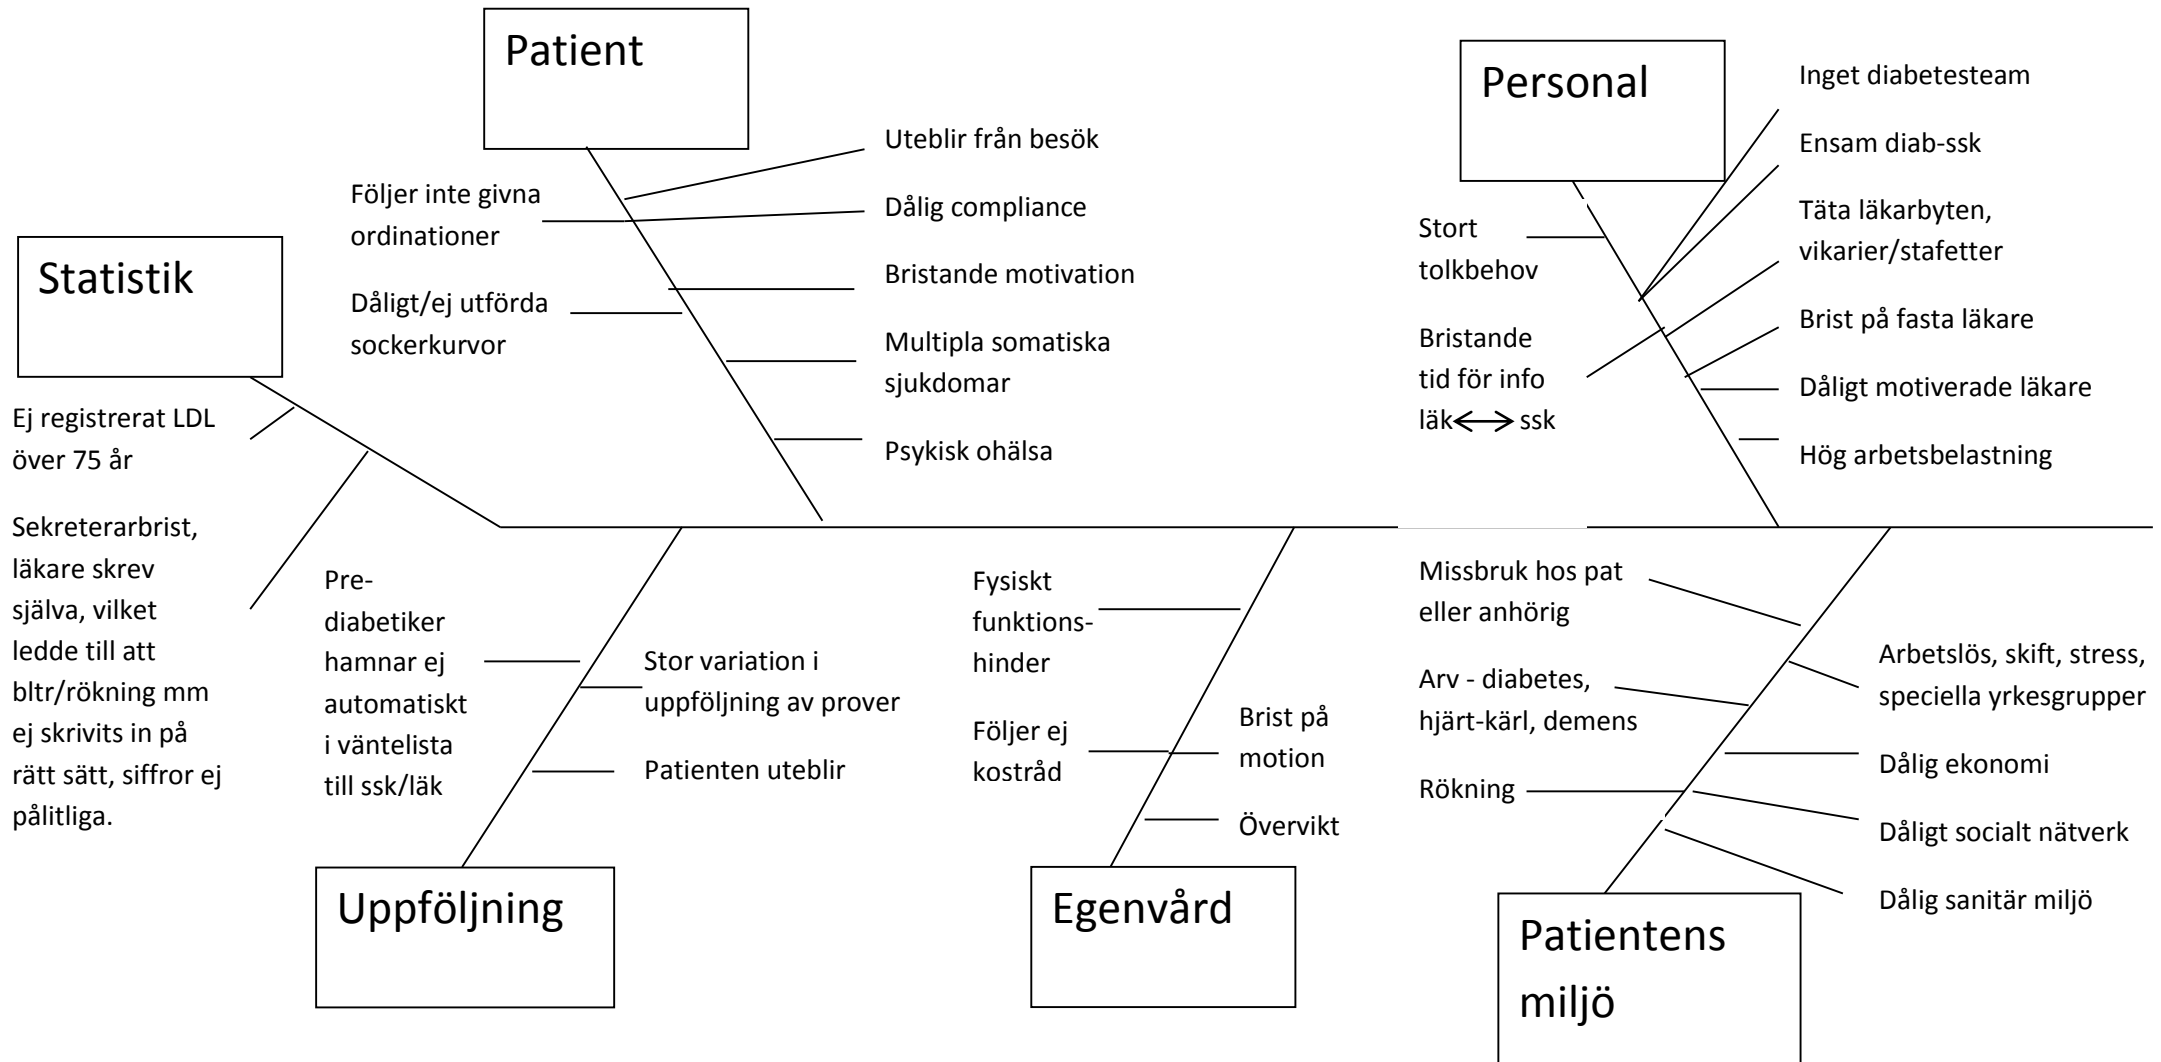 Patient
Följer inte givna
ordinationer
Dåligt/ej utförda
sockerkurvor
Uteblir från besök
Dålig compliance
Bristande motivation
Multipla somatiska
sjukdomar
Psykisk ohälsa
Personal
Stort
tolkbehov
Bristande
tid för info
läk↔ssk
Inget diabetesteam
Ensam diab-ssk
Täta läkarbyten,
vikarier/stafetter
Brist på fasta läkare
Dåligt motiverade läkare
Hög arbetsbelastning
Statistik
Ej registrerat LDL
över 75 år
Sekreterarbrist,
läkare skrev
själva, vilket
ledde till att
bltr/rökning mm
ej skrivits in på
rätt sätt, siffror ej
pålitliga.
Pre-
diabetiker
hamnar ej
automatiskt
i väntelista
till ssk/läk
Stor variation i
uppföljning av prover
Patienten uteblir
Uppföljning
Fysiskt
funktions-
hinder
Följer ej
kostråd
Brist på
motion
Övervikt
Egenvård
Missbruk hos pat
eller anhörig
Arv - diabetes,
hjärt-kärl, demens
Rökning
Arbetslös, skift, stress,
speciella yrkesgrupper
Dålig ekonomi
Dåligt socialt nätverk
Dålig sanitär miljö
Patientens
miljö